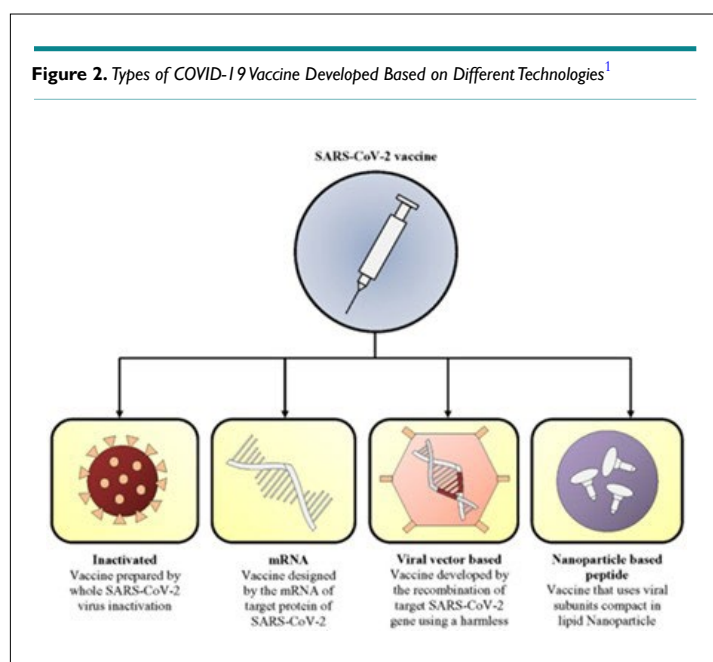 Figure 2. Types of COVID-19 Vaccine Developed Based on Different Technologies1
SARS-CoV-2 vaccine
Inactivated
Vaccine prepared by
whole SARS-CoV-2
virus inactivation
mRNA
Vaccine designed
by the mRNA of
target protein of
SARS-CoV-2
Viral vector based
Vaccine developed by
the recombination of
target SARS-CoV-2
gene using a harmless
Nanoparticle based
peptide
Vaccine that uses viral
subunits compact in
lipid Nanoparticle